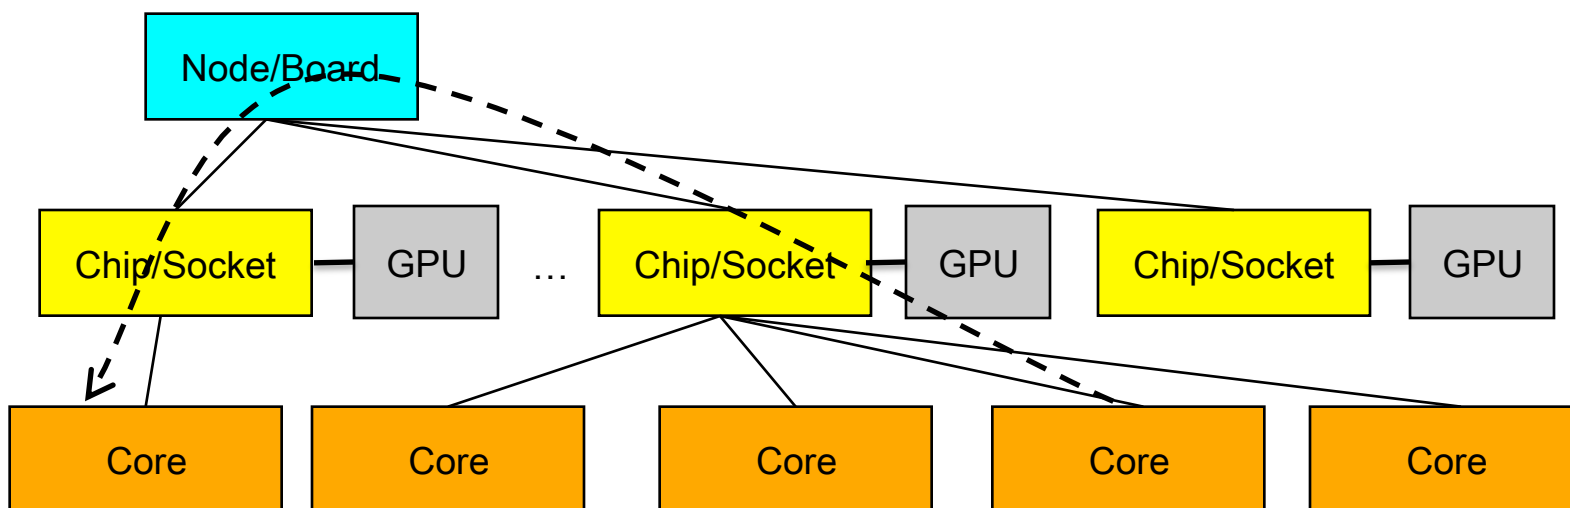 Node/Board
Chip/Socket
GPU
...
Chip/Socket
GPU
Chip/Socket
GPU
Core
Core
Core
Core
Core